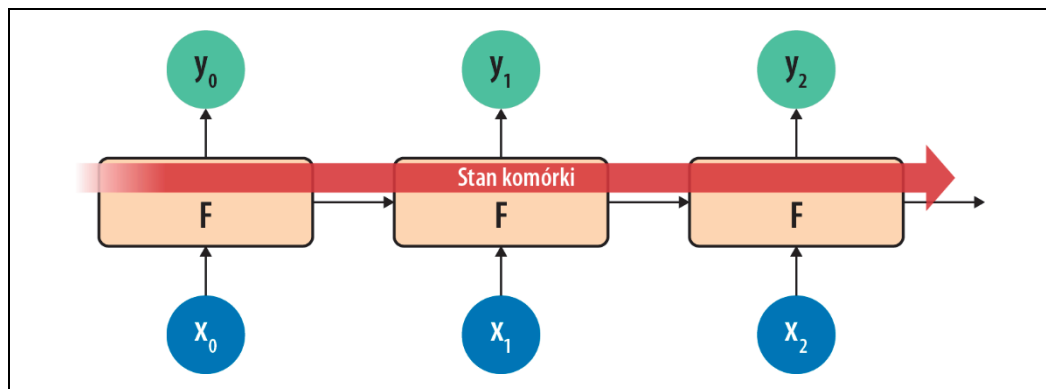 y₀ y₁ y₂
Stan komórki
F F F
x₀ x₁ x₂